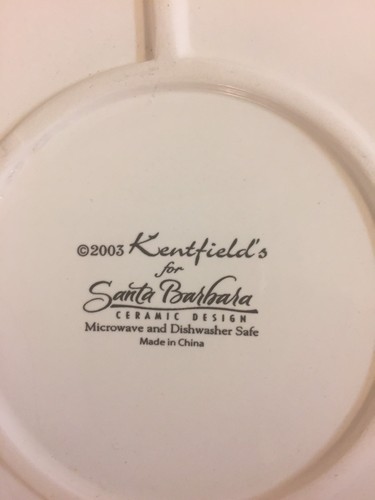 ©2003 Kentfield's
for
Santa Barbara
CERAMIC DESIGN
Microwave and Dishwasher Safe
Made in China